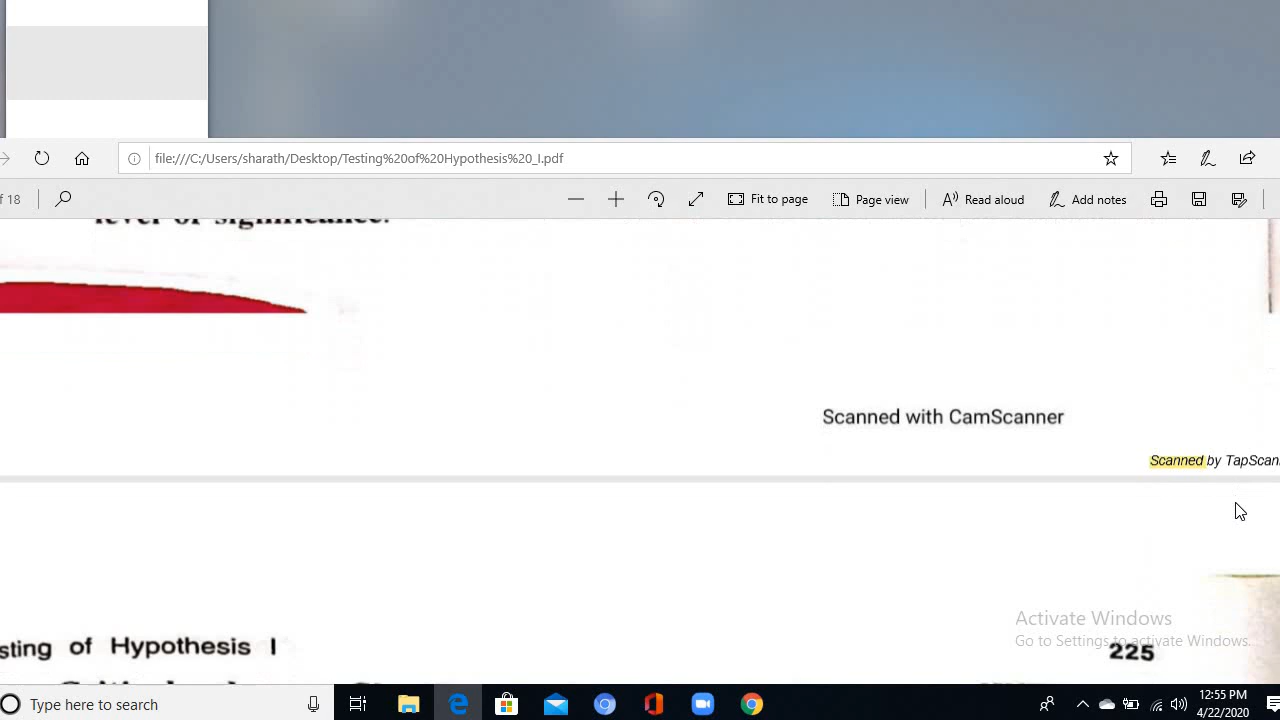 file:///C:/Users/sharath/Desktop/Testing%20of%20Hypothesis%20_I.pdf
of 18
Fit to page
Page view
Read aloud
Add notes
level of significance.
Scanned with CamScanner
Scanned by TapScan
sting of Hypothesis I
225
Activate Windows
Go to Settings to activate Windows.
Type here to search
12:55 PM
4/22/2020